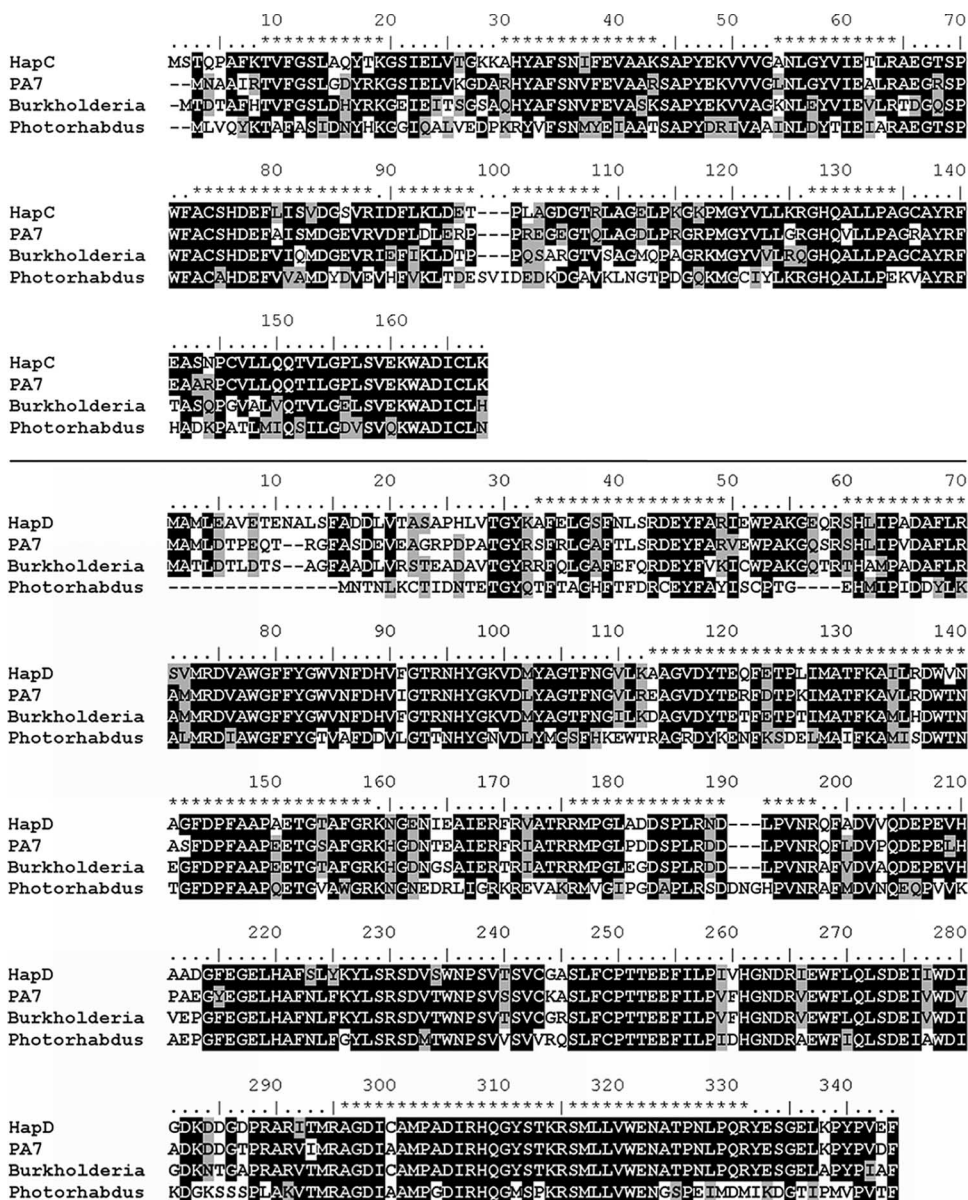 10 20 30 40 50 60 70
HapC MSTQPAFKTVFGSLAQYTKGSIELVTGKKAHYAFSNIFEVAAKSAPYEKVVVGANLGYVIETLRAEGTSP
PA7 --MNAAIRTVFGSLGDYRKGSIELVKGDARHYAFSNVFEVAARSAPYEKVVVGLNLGYVIEALRAEGRSP
Burkholderia --MTDTAFHTVFGSLDHYRKGEIEITSGSAQHYAFSNVFEVASKSAPYEKVVVAGKNLEYVIEVLRTDGQSP
Photorhabdus --MLVQYKTAFASIDNYHKGGIQALVEDPKRYVFSNMYEIAATSAPYDRIVVAAINLDYTIEIARAEGTSP
80 90 100 110 120 130 140
HapC WFACSHDEFLISVDGSVRIDFLKLDET---PLAGDGTRLAGELPKGKPMGYVLLKRGHQALLPAGCAYRF
PA7 WFACSHDEFAISMDGEVRVDFLDLERP---PREGEGTQLAGDLPRGRPMGYVLLGRGHQVLLPAGRAYRF
Burkholderia WFACSHDEFVIQMDGEVRIEFIKLDTP---PQSARGTVSAGMQPAGRKMGYVVLRQGHQALLPAGCAYRF
Photorhabdus WFACAHDEFVVAMDYDVEVHFVKLTDESVIDEDKDGAVKLNGTPDGQKMGCIYLKRGHQALLPEKVAYRF
150 160
HapC EASNPCVLLQQTVLGPLSVEKWADICLK
PA7 EAARPCVLLQQTILGPLSVEKWADICLK
Burkholderia TASQPGVALVQTVLGELSVEKWADICLH
Photorhabdus HADKPATLMIQSILGDVSVQKWADICLN
10 20 30 40 50 60 70
HapD MAMLEAVETENALSFADDLVTASAPHLVTGYKAFELGSFNLSRDEYFARIEWPAKGEQRSHLIPADAFLR
PA7 MAMLDTPEQT--RGFASDEVEAGRPDPATGYRSFRLGAFTLSRDEYFARVEWPAKGQSRSHLIPVDAFLR
Burkholderia MATLDTLDTS--AGFAADLVRSTEADAVTGYRRFQLGAFEFQRDEYFVKICWPAKGQTRTHAMPADAFLR
Photorhabdus ---------------MNTNLKCTIDNTETGYQTFTAGHFTFDRCEYFAYISCPTG----EHMIPIDDYLK
80 90 100 110 120 130 140
HapD SVMRDVAWGFFYGWVNFDHVFGTRNHYGKVDMYAGTFNGVLKAAGVDYTEQFETPLIMATFKAILRDWVN
PA7 AMMRDVAWGFFYGWVNFDHVIGTRNHYGKVDLYAGTFNGVLREAGVDYTERFDTPKIMATFKAVLRDWTN
Burkholderia AMMRDVAWGFFYGWVNFDHVFGTRNHYGKVDMYAGTFNGILKDAGVDYTETFETPTIMATFKAMLHDWTN
Photorhabdus ALMRDIAWGFFYGTVAFDDVLGTTNHYGNVDLYMGSFHKEWTRAGRDYKENFKSDELMAIFKAMISDWTN
150 160 170 180 190 200 210
HapD AGFDPFAAPAETGTAFGRKNGENIEAIERFRVATRRMPGLADDSPLRND---LPVNRQFADVVQDEPEVH
PA7 ASFDPFAAPEETGSAFGRKHGDNTEAIERFRIATRRMPGLPDDSPLRDD---LPVNRQFLDVPQDEPELH
Burkholderia EGFDPFAAPEETGTAFGRKHGDNGSAIERTRIATRRMPGLEGDSPLRDD---LPVNRAFVDVAQDEPEVH
Photorhabdus TGFDPFAAPQETGVAWGRKNGNEDRLIGRKREVAKRMVGIPGDAPLRSDDNGHPVNRAFMDVNQEQPVVK
220 230 240 250 260 270 280
HapD AADGFEGELHAFSLYKYLSRSDVSWNPSVTSVCGASLFCPTTEEFILPIVHGNDRIEWFLQLSDEIIWDI
PA7 PAEGYEGELHAFNLFKYLSRSDVTWNPSVSSVCKASLFCPTTEEFILPVFHGNDRVEWFLQLSDEIVWDV
Burkholderia VEPGFEGELHAFNLFKYLSRSDVTWNPSVTSVCGRSLFCPTTEEFILPVFHGNDRVEWFLQLSDEIVWDI
Photorhabdus AEPGFEGELHAFNLFGYLSRSDMTWNPSVVSVVRQSLFCPTTEEFILPIDHGNDRAEWFIQLSDEIAWDI
290 300 310 320 330 340
HapD GDKDDGDPRARITMRAGDICAMPADIRHQGYSTKRSMLLVWENATPNLPQRYESGELKPYPVEF
PA7 ADKDDGTPRARVIMRAGDIAAMPADIRHQGYSTKRSMLLVWENATPNLPQRYESGELKPYPVDF
Burkholderia GDKNTGAPRARVTMRAGDICAMPADIRHQGYSTKRSMLLVWENATPNLPQRYESGELAPYPIAF
Photorhabdus KDGKSSSPLAKVTMRAGDIAAMPGDIRHQGMSPKRSMLLVWENGSPEIMDMIKDGTIPMVPVTF